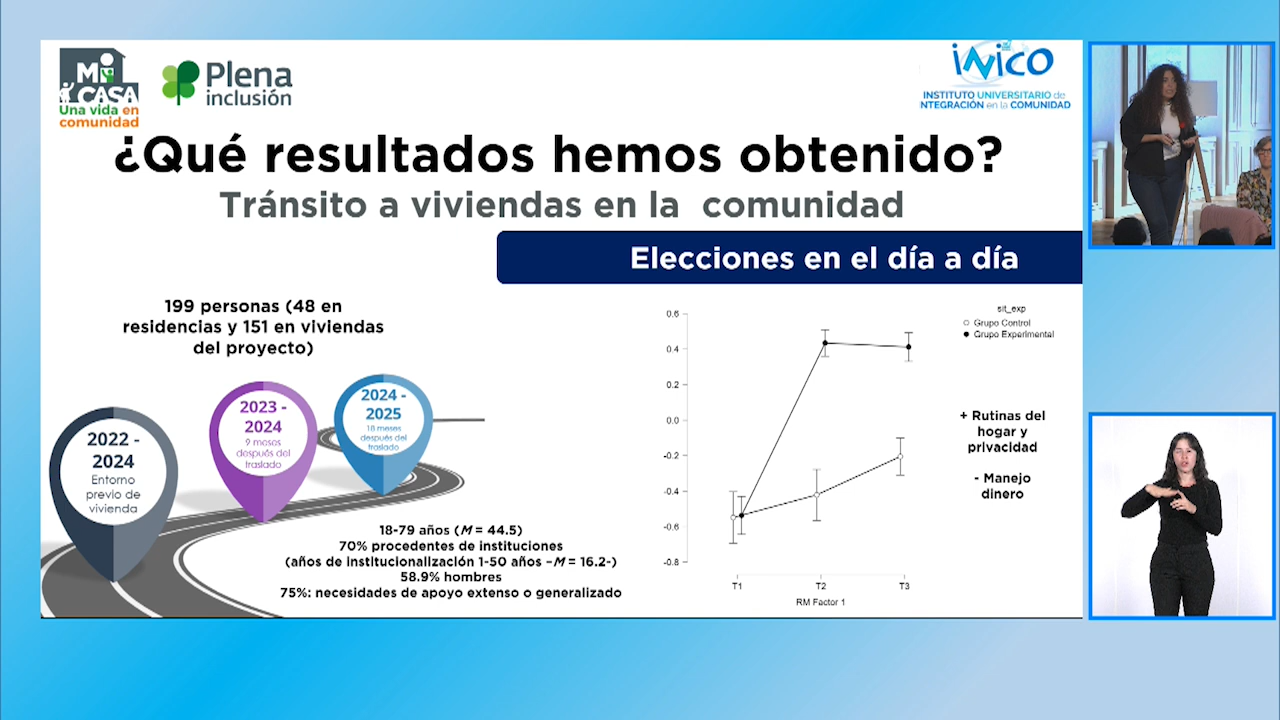 Mi
CASA
Una vida en
comunidad
Plena
inclusión
iNiCO
INSTITUTO UNIVERSITARIO de
INTEGRACIÓN en la COMUNIDAD
¿Qué resultados hemos obtenido?
Tránsito a viviendas en la comunidad
Elecciones en el día a día
199 personas (48 en
residencias y 151 en viviendas
del proyecto)
2022 -
2024
Entorno
previo de
vivienda
2023 -
2024
9 meses
después del
traslado
2024 -
2025
18 meses
después del
traslado
18-79 años (M = 44.5)
70% procedentes de instituciones
(años de institucionalización 1-50 años –M = 16.2-)
58.9% hombres
75%: necesidades de apoyo extenso o generalizado
0.6
0.4
0.2
0.0
-0.2
-0.4
-0.6
-0.8
T1
T2
T3
RM Factor 1
sit_exp
Grupo Control
Grupo Experimental
+ Rutinas del
hogar y
privacidad
- Manejo
dinero